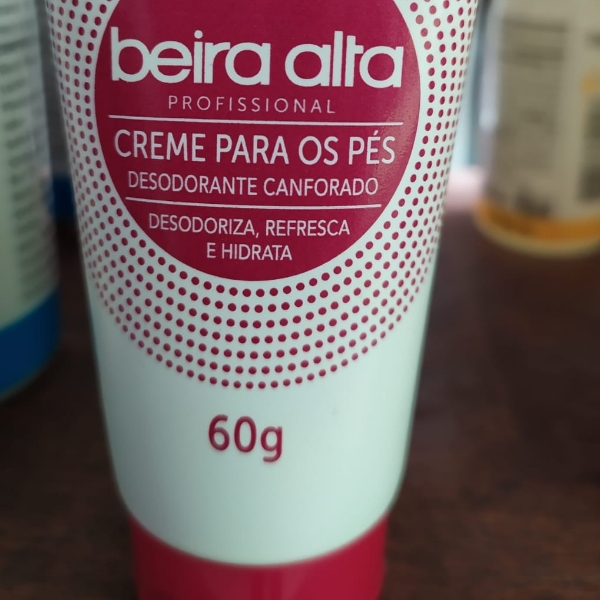 beira alta
PROFISSIONAL
CREME PARA OS PÉS
DESODORANTE CANFORADO
DESODORIZA, REFRESCA
E HIDRATA
60g